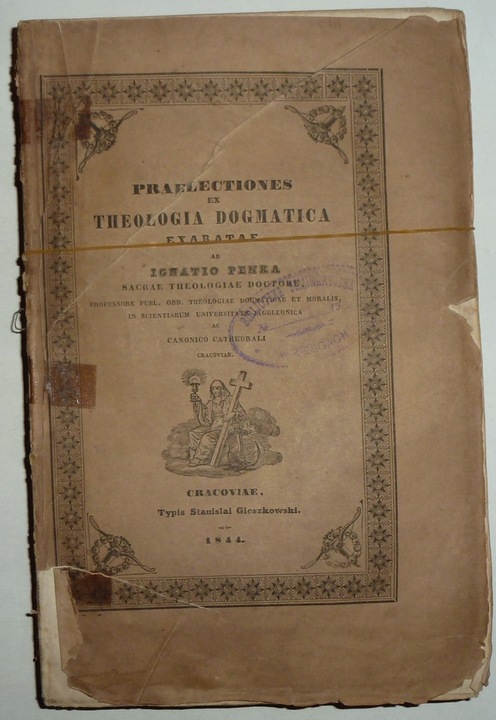 PRAELECTIONES
EX
THEOLOGIA DOGMATICA
EXARATAE
AB
IGNATIO PENKA
SACRAE THEOLOGIAE DOCTORE,
PROFESSORE PUBL. ORD. THEOLOGIAE DOGMATICAE ET MORALIS,
IN SCIENTIARUM UNIVERSITATE JAGELLONICA
AC
CANONICO CATHEDRALI
CRACOVIAE.
CRACOVIAE,
Typis Stanislai Gieszkowski.
1844.